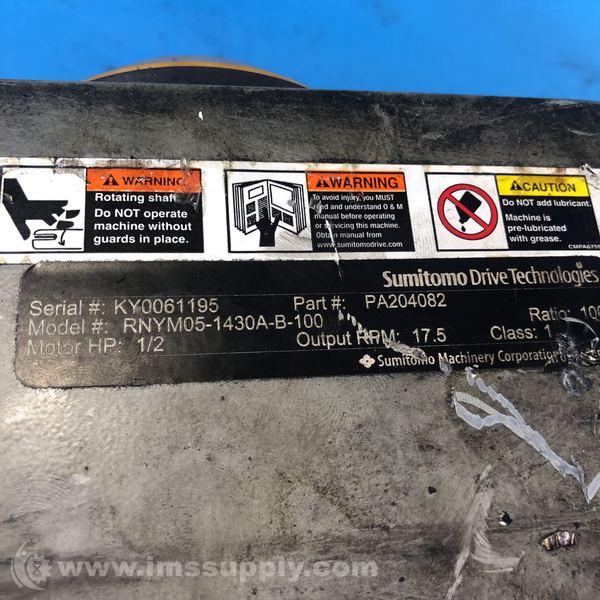 WARNING
Rotating shaft
Do NOT operate
machine without
guards in place.
WARNING
To avoid injury, you MUST
read and understand O & M
manual before operating
or servicing this machine.
Obtain manual from
www.sumitomodrive.com
CAUTION
Do NOT add lubricant.
Machine is
pre-lubricated
with grease.
Sumitomo Drive Technologies
Serial #: KY0061195 Part #: PA204082
Model #: RNYM05-1430A-B-100 Ratio:
Motor HP: 1/2 Output RPM: 17.5 Class: 1
Sumitomo Machinery Corporation
www.imssupply.com